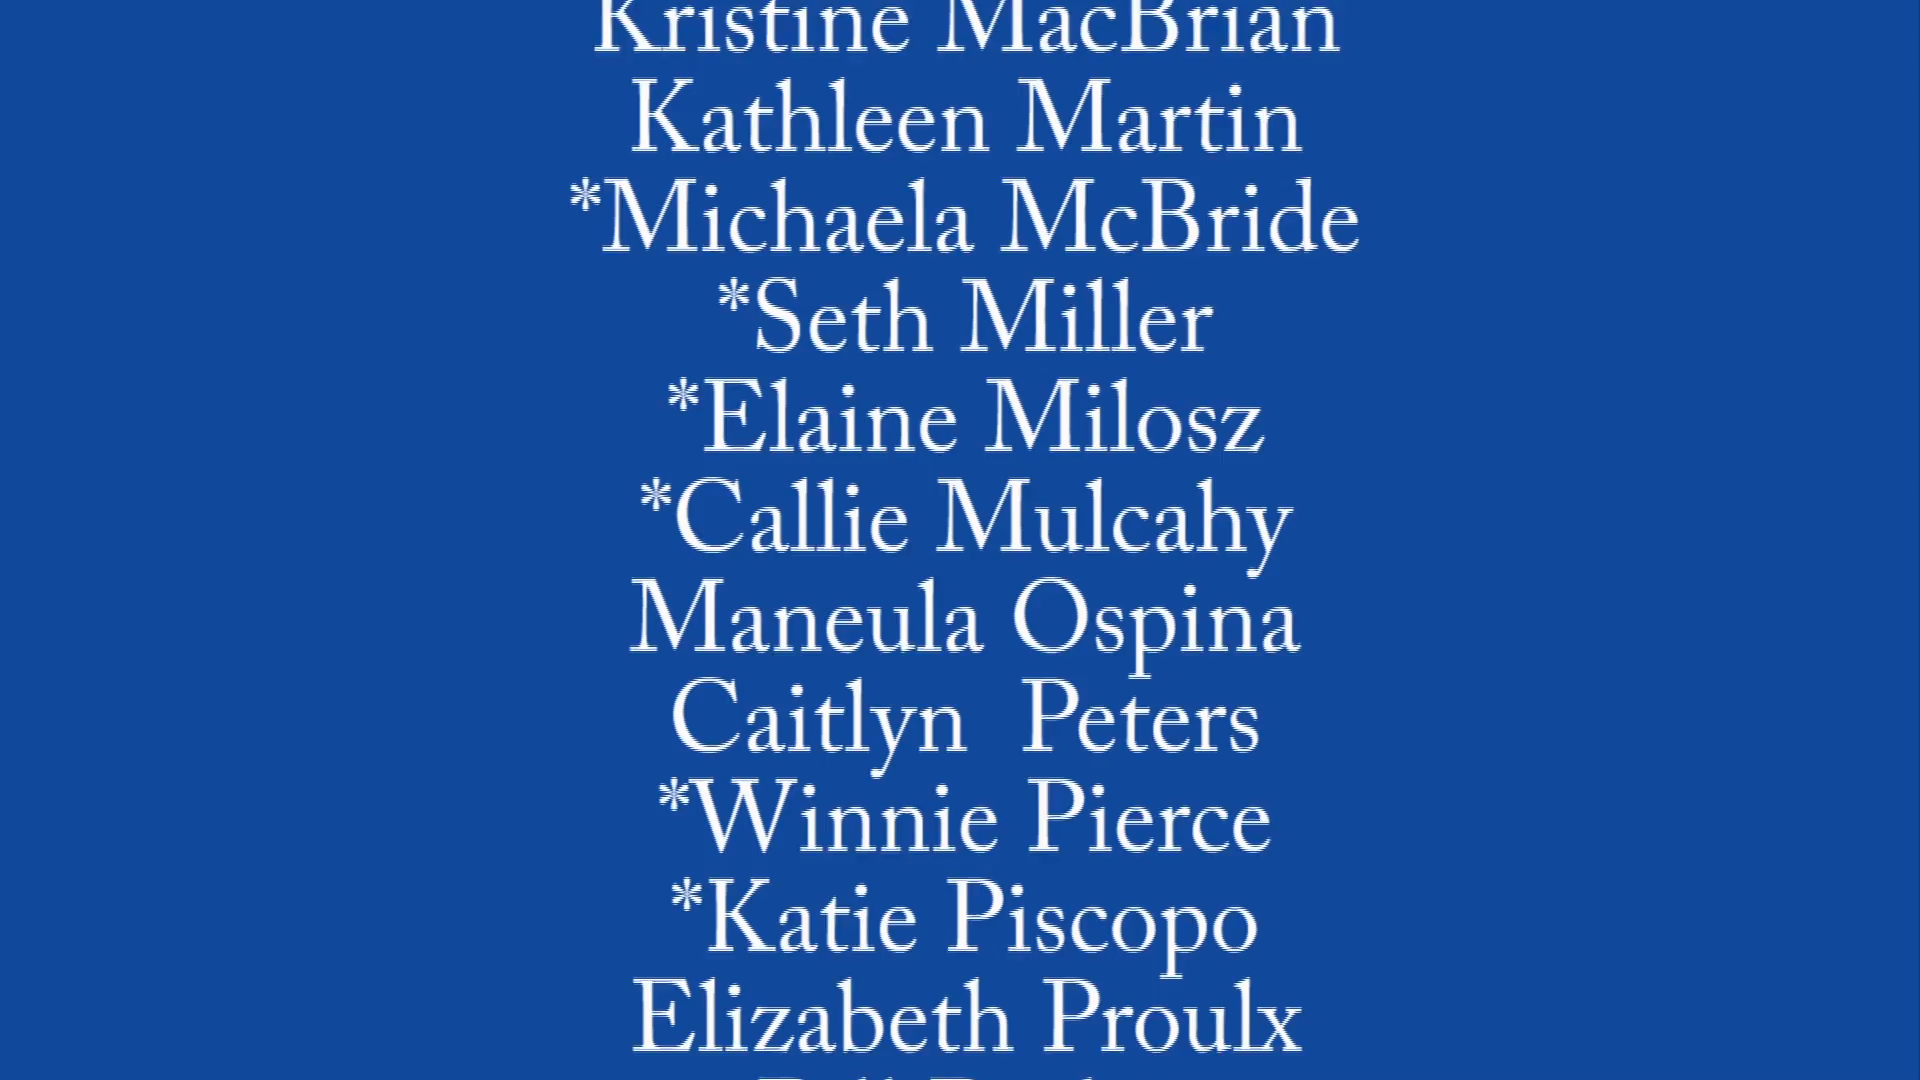 Kristine MacBrian
Kathleen Martin
*Michaela McBride
*Seth Miller
*Elaine Milosz
*Callie Mulcahy
Maneula Ospina
Caitlyn  Peters
*Winnie Pierce
*Katie Piscopo
Elizabeth Proulx